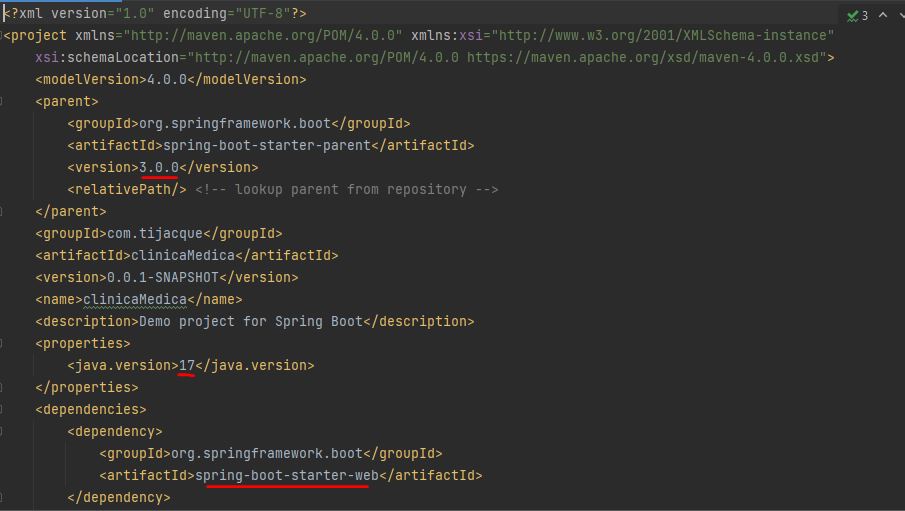 <?xml version="1.0" encoding="UTF-8"?>
3
<project xmlns="http://maven.apache.org/POM/4.0.0" xmlns:xsi="http://www.w3.org/2001/XMLSchema-instance"
xsi:schemaLocation="http://maven.apache.org/POM/4.0.0 https://maven.apache.org/xsd/maven-4.0.0.xsd">
<modelVersion>4.0.0</modelVersion>
<parent>
<groupId>org.springframework.boot</groupId>
<artifactId>spring-boot-starter-parent</artifactId>
<version>3.0.0</version>
<relativePath/> <!-- lookup parent from repository -->
</parent>
<groupId>com.tijacque</groupId>
<artifactId>clinicaMedica</artifactId>
<version>0.0.1-SNAPSHOT</version>
<name>clinicaMedica</name>
<description>Demo project for Spring Boot</description>
<properties>
<java.version>17</java.version>
</properties>
<dependencies>
<dependency>
<groupId>org.springframework.boot</groupId>
<artifactId>spring-boot-starter-web</artifactId>
</dependency>